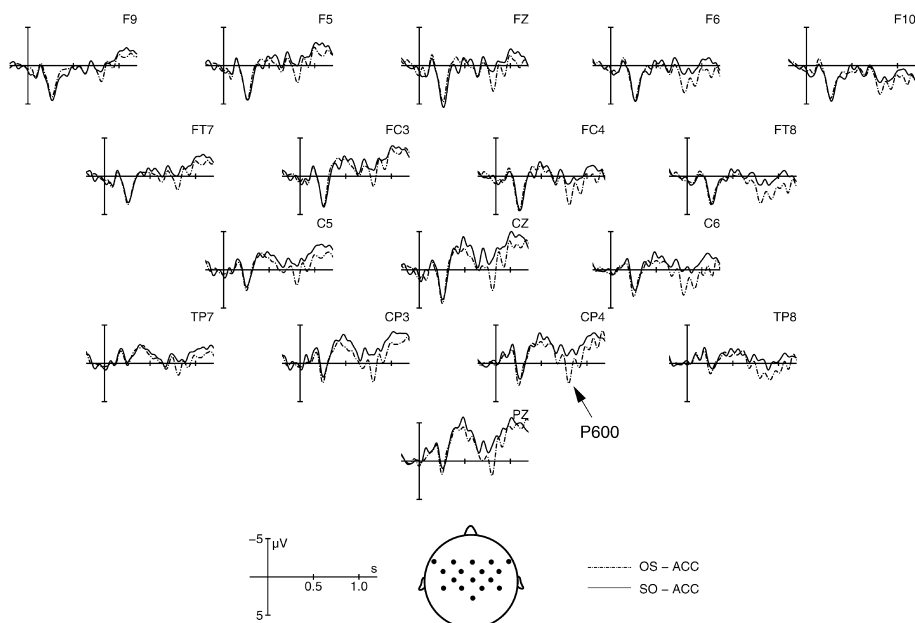 F9 F5 FZ F6 F10
FT7 FC3 FC4 FT8
C5 CZ C6
TP7 CP3 CP4 TP8
PZ
P600
−5
µV
s
0.5 1.0
5
OS – ACC
SO – ACC